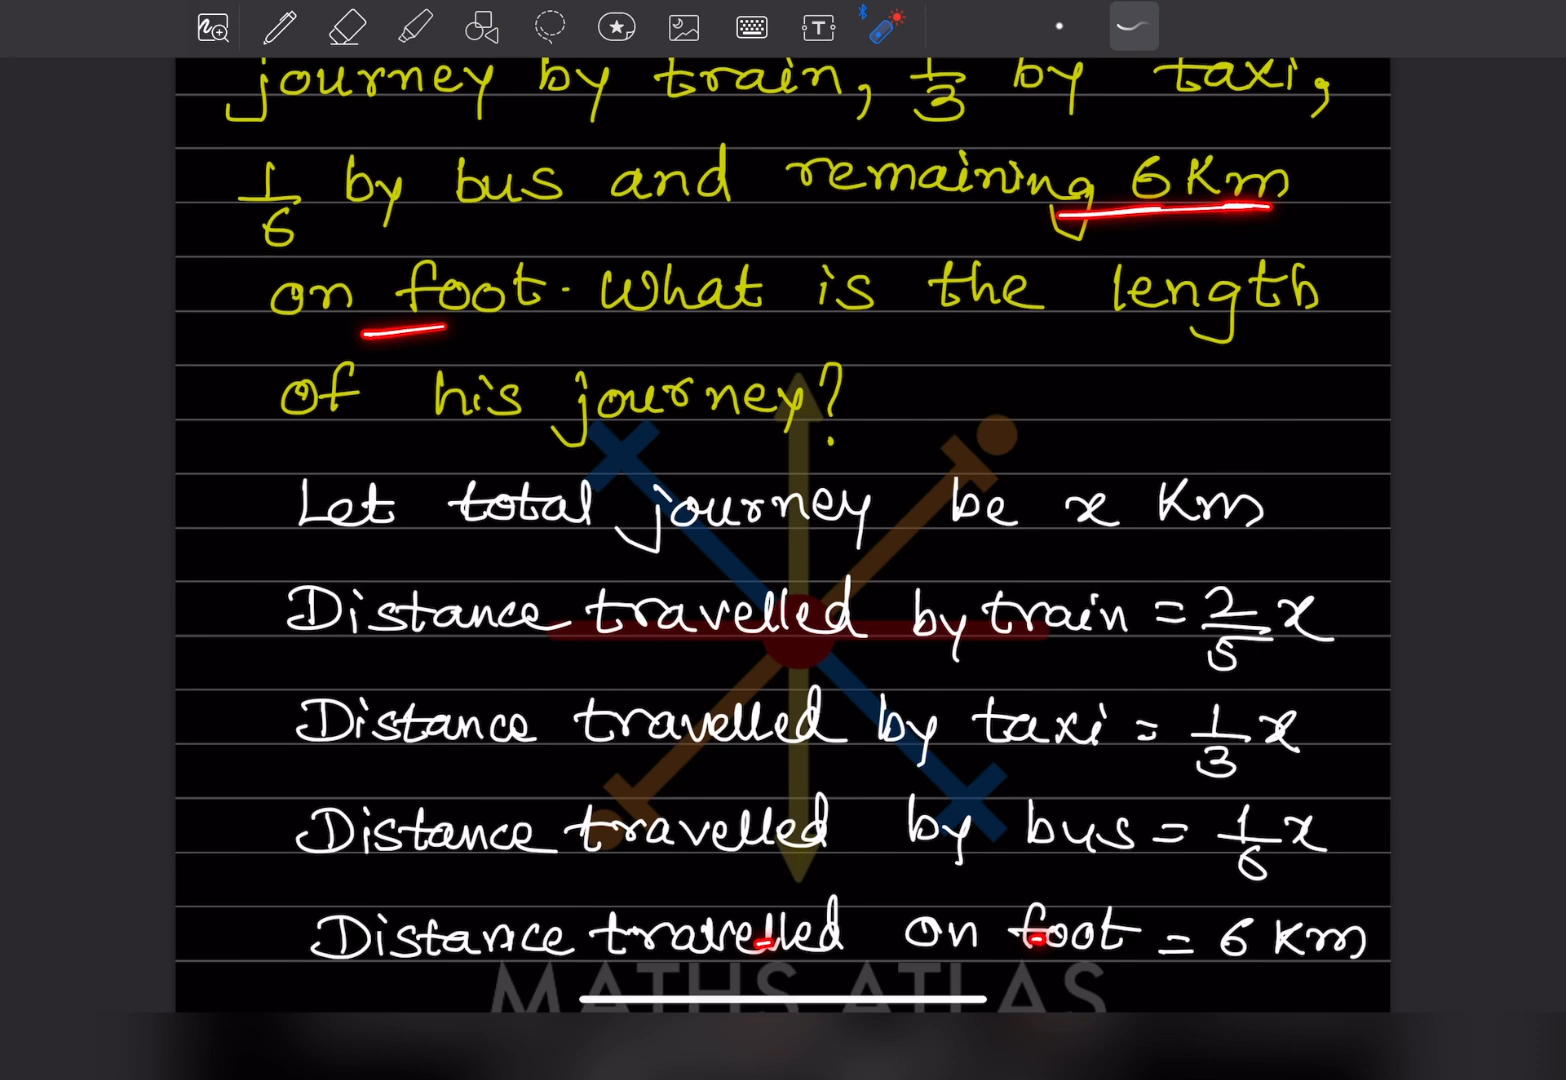 journey by train, 1/3 by taxi,
1/6 by bus and remaining 6 Km
on foot. What is the length
of his journey?
Let total journey be x Km
Distance travelled by train = 2/5 x
Distance travelled by taxi = 1/3 x
Distance travelled by bus = 1/6 x
Distance travelled on foot = 6 Km
MATHS ATLAS